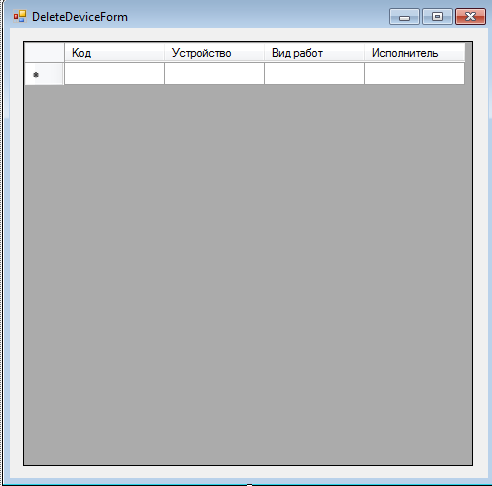 DeleteDeviceForm
Код Устройство Вид работ Исполнитель